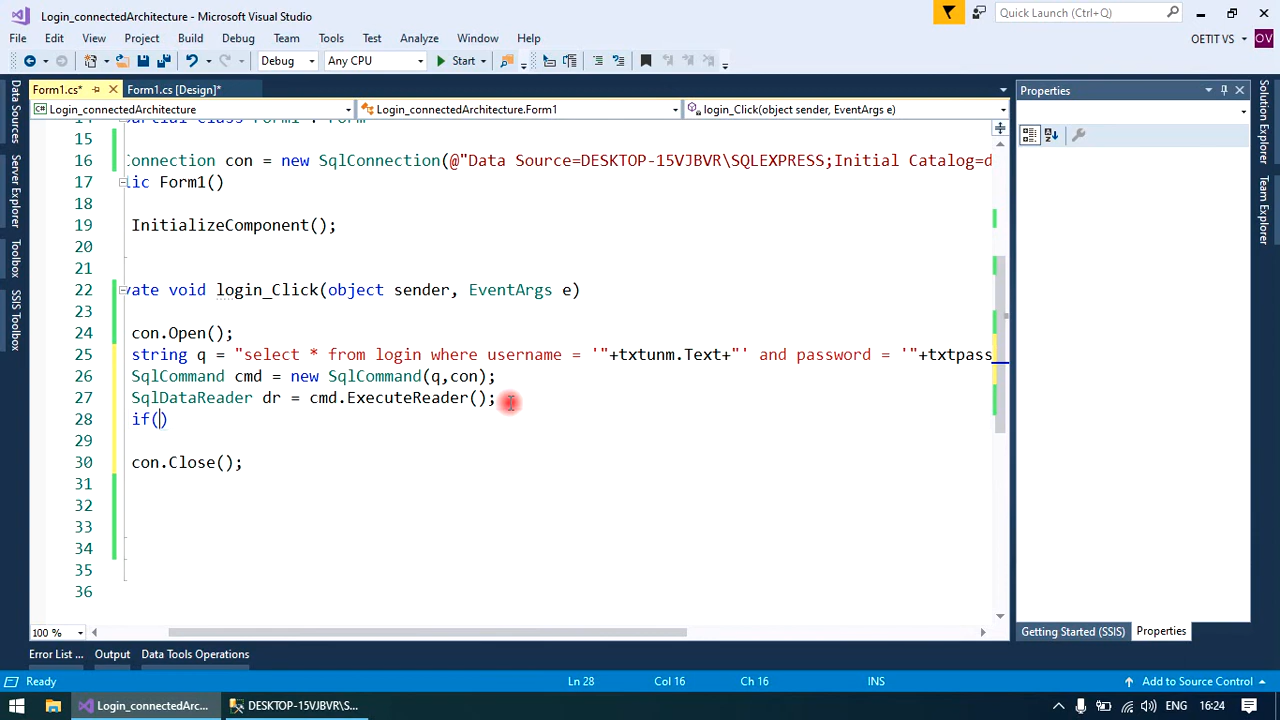 Login_connectedArchitecture - Microsoft Visual Studio
Quick Launch (Ctrl+Q)
File Edit View Project Build Debug Team Tools Test Analyze Window Help
OETIT VS OV
Debug Any CPU Start
Form1.cs* Form1.cs [Design]*
Properties
Login_connectedArchitecture Login_connectedArchitecture.Form1 login_Click(object sender, EventArgs e)
Data Sources
Server Explorer
Toolbox
SSIS Toolbox
Solution Explorer
Team Explorer
14 partial class Form1 : Form
15
16 Connection con = new SqlConnection(@"Data Source=DESKTOP-15VJBVR\SQLEXPRESS;Initial Catalog=d
17 lic Form1()
18
19 InitializeComponent();
20
21
22 vate void login_Click(object sender, EventArgs e)
23
24 con.Open();
25 string q = "select * from login where username = '"+txtunm.Text+"' and password = '"+txtpass
26 SqlCommand cmd = new SqlCommand(q,con);
27 SqlDataReader dr = cmd.ExecuteReader();
28 if()
29
30 con.Close();
31
32
33
34
35
36
100 %
Getting Started (SSIS) Properties
Error List ... Output Data Tools Operations
Ready Ln 28 Col 16 Ch 16 INS Add to Source Control
Login_connectedArc... DESKTOP-15VJBVR\S... ENG 16:24